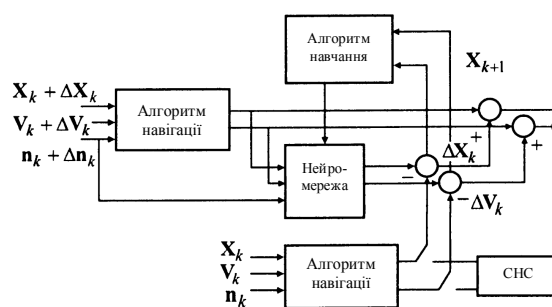 Алгоритм
навчання
X_{k+1}
X_k + ΔX_k
V_k + ΔV_k
n_k + Δn_k
Алгоритм
навігації
Нейро-
мережа
ΔX_k
+
+
−
−ΔV_k
X_k
V_k
n_k
Алгоритм
навігації
СНС